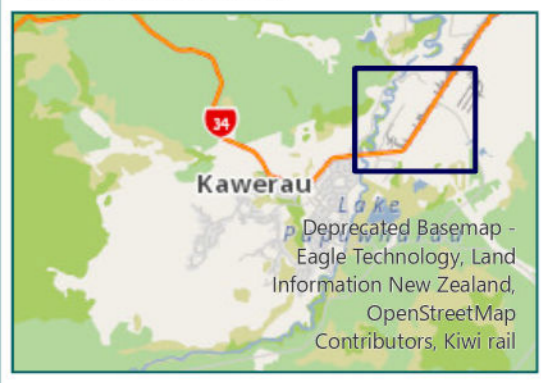 34
Kawerau
Lake
Deprecated Basemap -
Eagle Technology, Land
Information New Zealand,
OpenStreetMap
Contributors, Kiwi rail